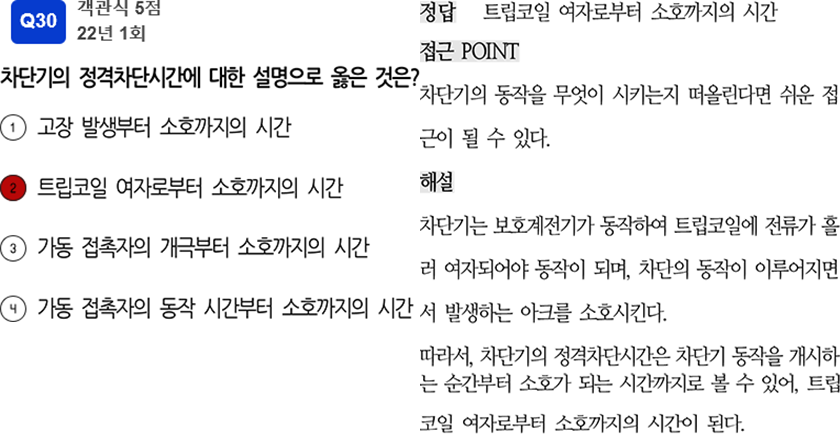 Q30
객관식 5점
22년 1회
차단기의 정격차단시간에 대한 설명으로 옳은 것은?
1 고장 발생부터 소호까지의 시간
2 트립코일 여자로부터 소호까지의 시간
3 가동 접촉자의 개극부터 소호까지의 시간
4 가동 접촉자의 동작 시간부터 소호까지의 시간
정답 트립코일 여자로부터 소호까지의 시간
접근 POINT
차단기의 동작을 무엇이 시키는지 떠올린다면 쉬운 접
근이 될 수 있다.
해설
차단기는 보호계전기가 동작하여 트립코일에 전류가 흘
러 여자되어야 동작이 되며, 차단의 동작이 이루어지면
서 발생하는 아크를 소호시킨다.
따라서, 차단기의 정격차단시간은 차단기 동작을 개시하
는 순간부터 소호가 되는 시간까지로 볼 수 있어, 트립
코일 여자로부터 소호까지의 시간이 된다.